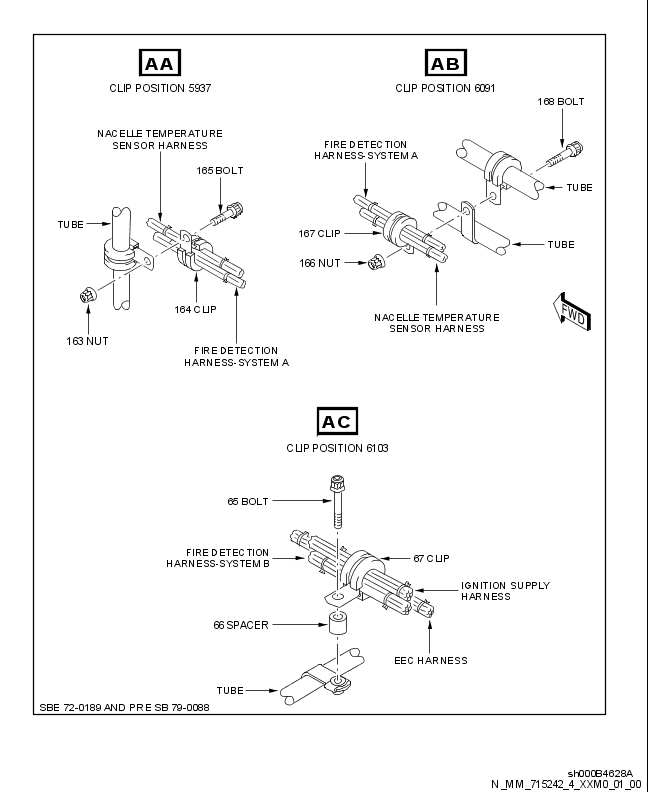 AA
CLIP POSITION 5937
NACELLE TEMPERATURE
SENSOR HARNESS
165 BOLT
TUBE
164 CLIP
163 NUT
FIRE DETECTION
HARNESS-SYSTEM A
AB
CLIP POSITION 6091
168 BOLT
FIRE DETECTION
HARNESS-SYSTEM A
TUBE
167 CLIP
TUBE
166 NUT
NACELLE TEMPERATURE
SENSOR HARNESS
FWD
AC
CLIP POSITION 6103
65 BOLT
FIRE DETECTION
HARNESS-SYSTEM B
67 CLIP
IGNITION SUPPLY
HARNESS
66 SPACER
EEC HARNESS
TUBE
SBE 72-0189 AND PRE SB 79-0088
sh000B4628A
N_MM_715242_4_XXM0_01_00